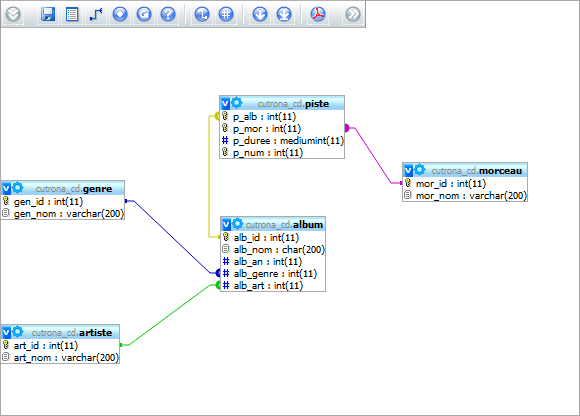 cutrona_cd.piste
p_alb : int(11)
p_mor : int(11)
p_duree : mediumint(11)
p_num : int(11)
cutrona_cd.morceau
mor_id : int(11)
mor_nom : varchar(200)
cutrona_cd.genre
gen_id : int(11)
gen_nom : varchar(200)
cutrona_cd.album
alb_id : int(11)
alb_nom : char(200)
alb_an : int(11)
alb_genre : int(11)
alb_art : int(11)
cutrona_cd.artiste
art_id : int(11)
art_nom : varchar(200)